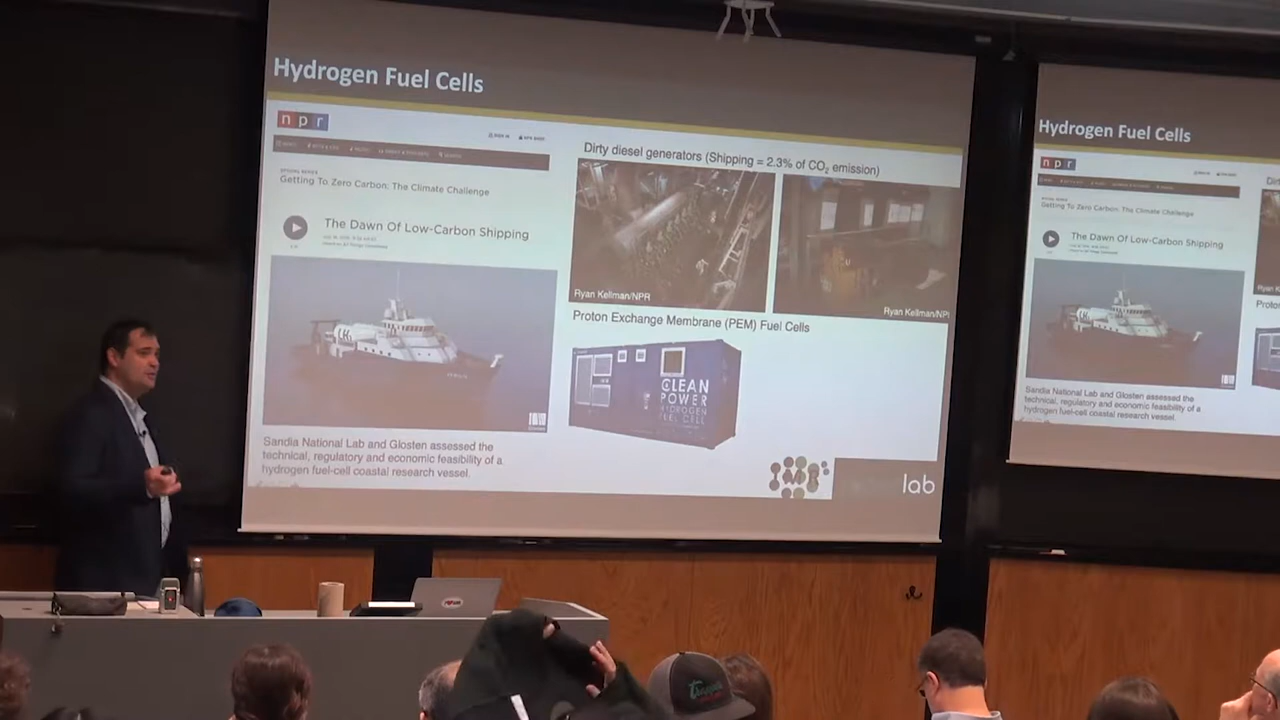 Hydrogen Fuel Cells
npr
SIGN IN
NPR SHOP
Getting To Zero Carbon: The Climate Challenge
The Dawn Of Low-Carbon Shipping
Sandia National Lab and Glosten assessed the
technical, regulatory and economic feasibility of a
hydrogen fuel-cell coastal research vessel.
Dirty diesel generators (Shipping = 2.3% of CO₂ emission)
Ryan Kellman/NPR
Ryan Kellman/NP
Proton Exchange Membrane (PEM) Fuel Cells
CLEAN
POWER
HYDROGEN
FUEL CELL
lab
Hydrogen Fuel Cells
npr
Getting To Zero Carbon: The Climate Challenge
The Dawn Of Low-Carbon Shipping
Sandia National Lab and Glosten assessed the
technical, regulatory and economic feasibility of a
hydrogen fuel-cell coastal research vessel.